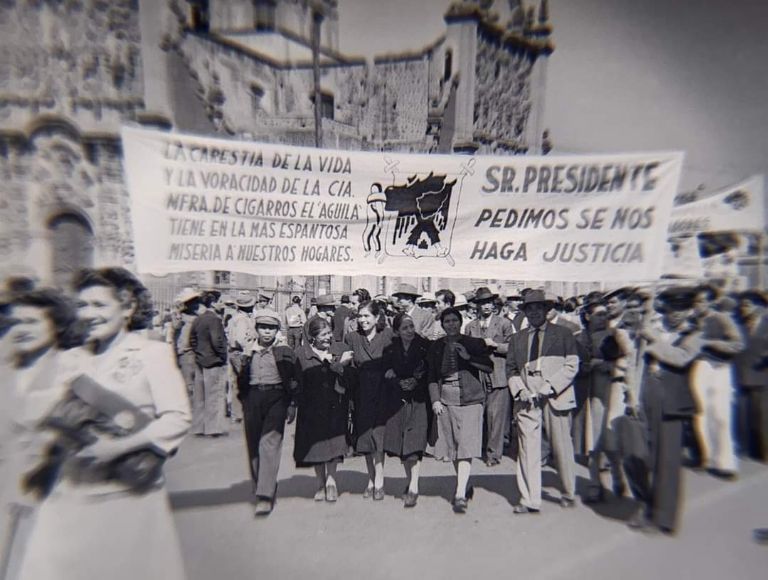 LA CARESTIA DE LA VIDA
Y LA VORACIDAD DE LA CIA.
MFRA. DE CIGARROS EL AGUILA
TIENE EN LA MÁS ESPANTOSA
MISERIA A NUESTROS HOGARES.
SR. PRESIDENTE
PEDIMOS SE NOS
HAGA JUSTICIA